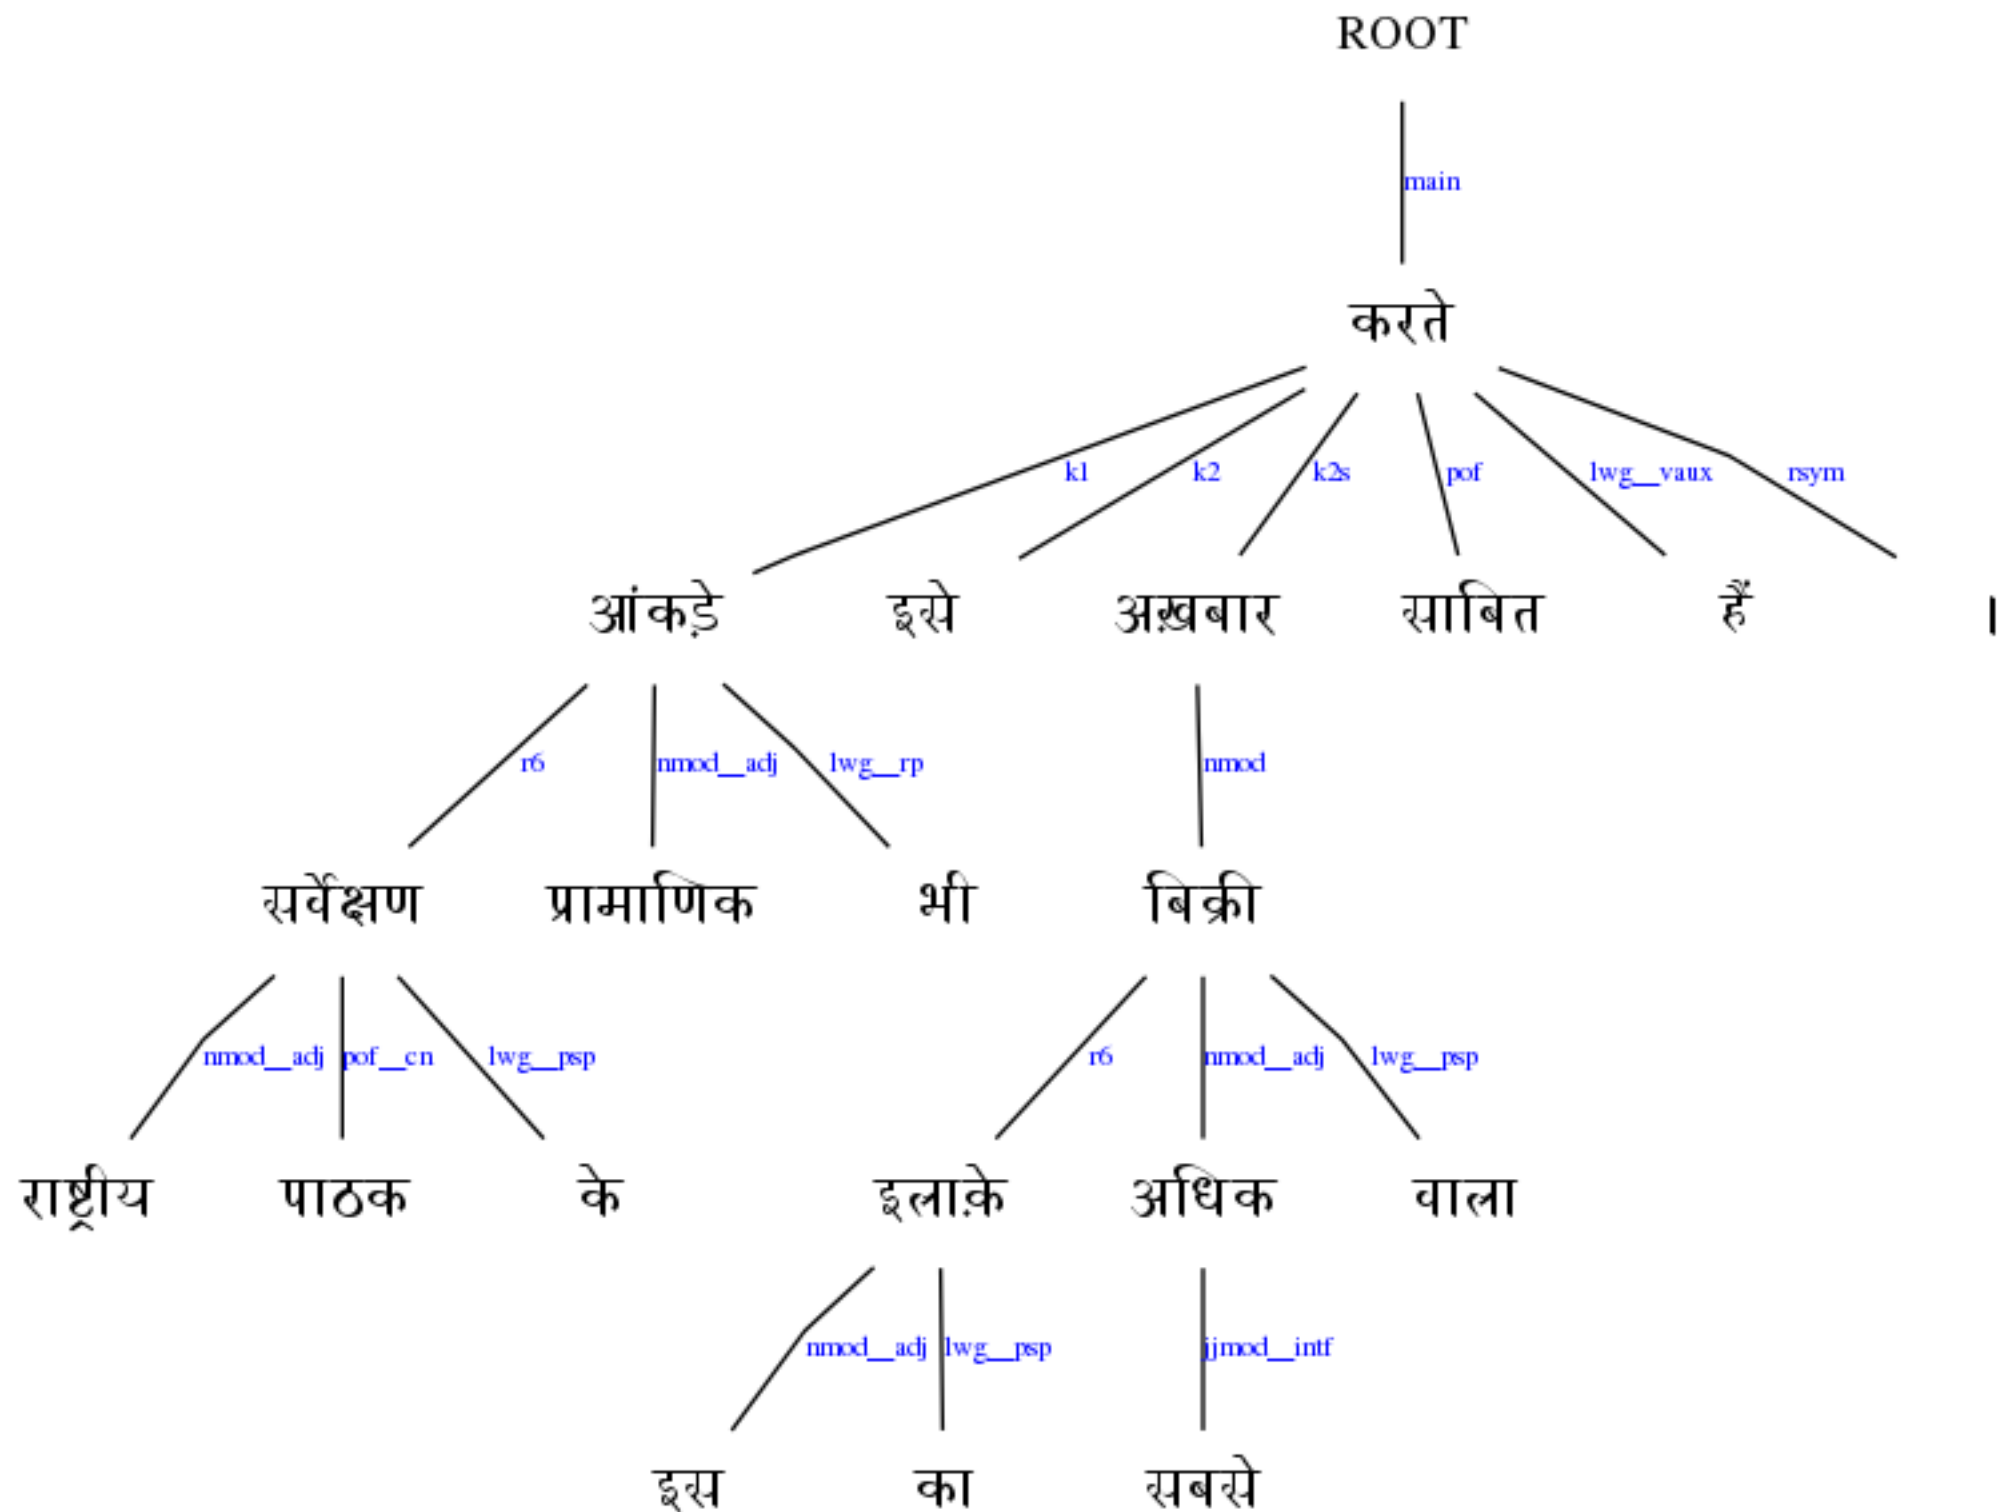 ROOT
main
करते
k1 k2 k2s pof lwg__vaux rsym
आंकड़े इसे अख़बार साबित हैं ।
r6 nmod__adj lwg__rp nmod
सर्वेक्षण प्रामाणिक भी बिक्री
nmod__adj pof__cn lwg__psp r6 nmod__adj lwg__psp
राष्ट्रीय पाठक के इलाक़े अधिक वाला
nmod__adj lwg__psp jjmod__intf
इस का सबसे